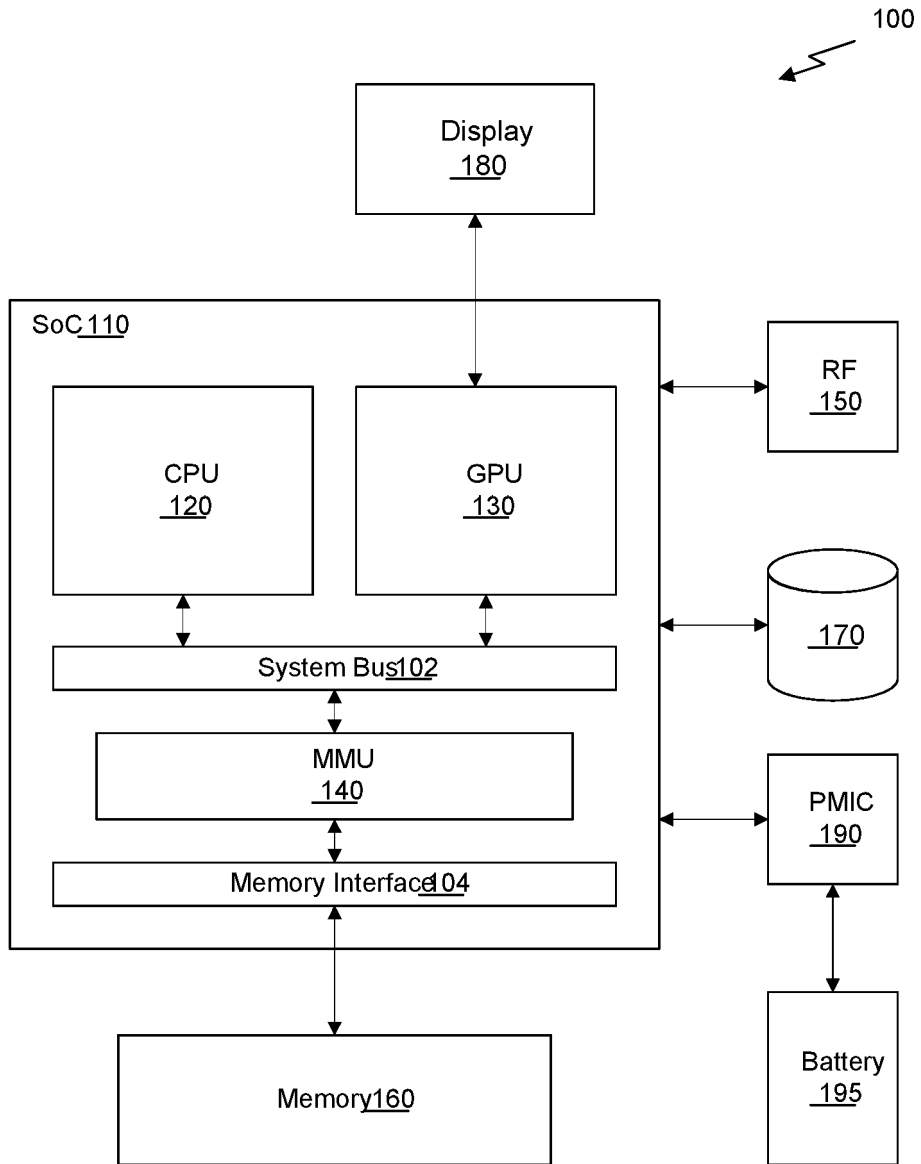 100
Display
180
SoC 110
RF
150
CPU
120
GPU
130
170
System Bus 102
MMU
140
PMIC
190
Memory Interface 104
Battery
195
Memory 160